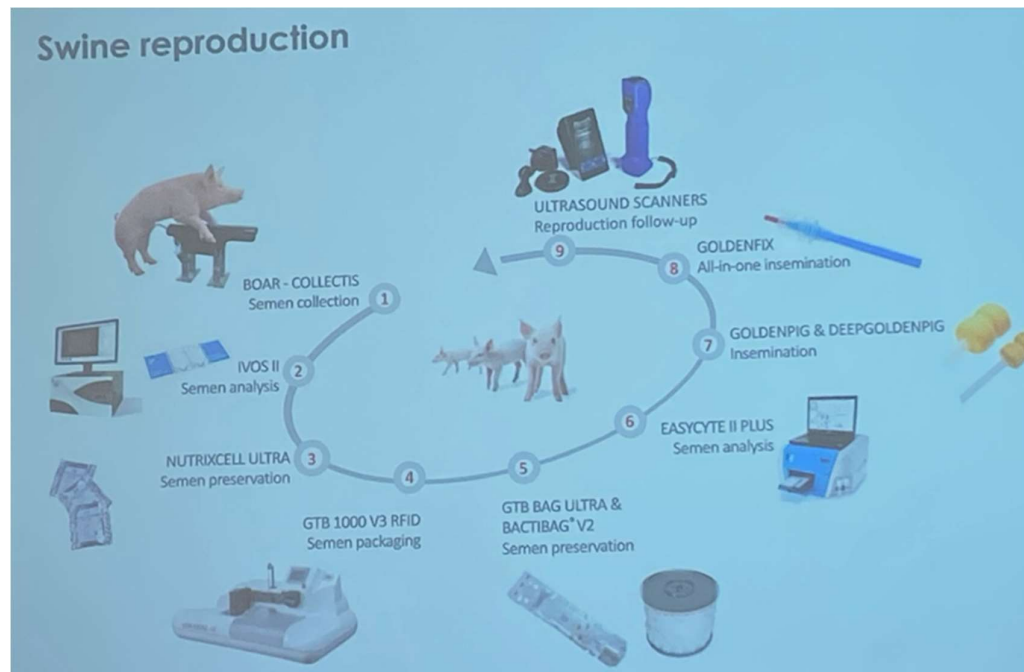 Swine reproduction
BOAR - COLLECTIS
Semen collection
1
IVOS II
Semen analysis
2
NUTRIXCELL ULTRA
Semen preservation
3
4
GTB 1000 V3 RFiD
Semen packaging
5
GTB BAG ULTRA &
BACTIBAG® V2
Semen preservation
6
EASYCYTE II PLUS
Semen analysis
7
GOLDENPIG & DEEPGOLDENPIG
Insemination
8
GOLDENFIX
All-in-one insemination
ULTRASOUND SCANNERS
Reproduction follow-up
9